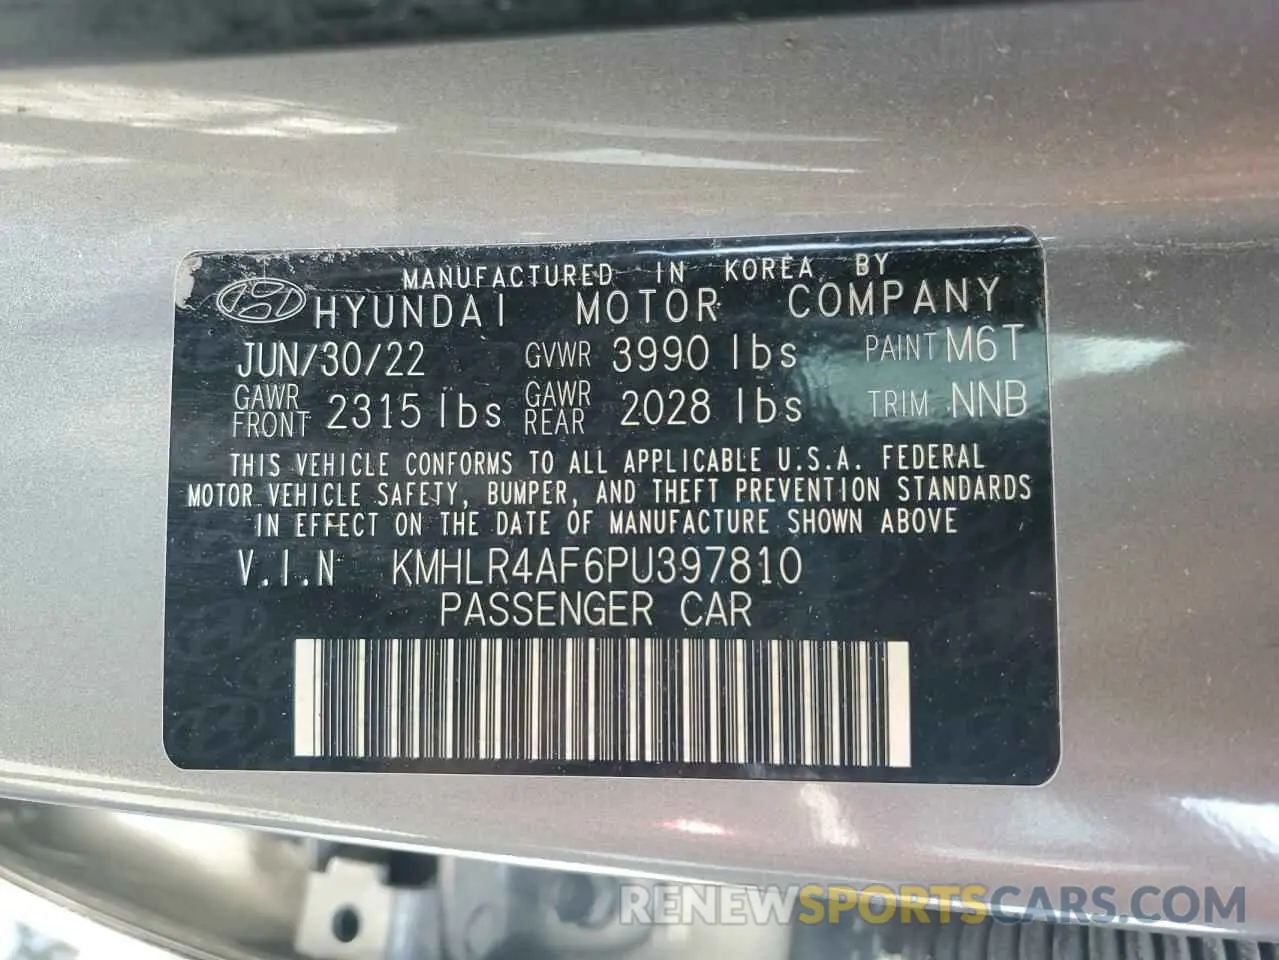 MANUFACTURED IN KOREA BY
HYUNDAI MOTOR COMPANY
JUN/30/22 GVWR 3990 lbs PAINT M6T
GAWR FRONT 2315 lbs GAWR REAR 2028 lbs TRIM NNB
THIS VEHICLE CONFORMS TO ALL APPLICABLE U.S.A. FEDERAL
MOTOR VEHICLE SAFETY, BUMPER, AND THEFT PREVENTION STANDARDS
IN EFFECT ON THE DATE OF MANUFACTURE SHOWN ABOVE
V.I.N KMHLR4AF6PU397810
PASSENGER CAR
RENEWSPORTSCARS.COM